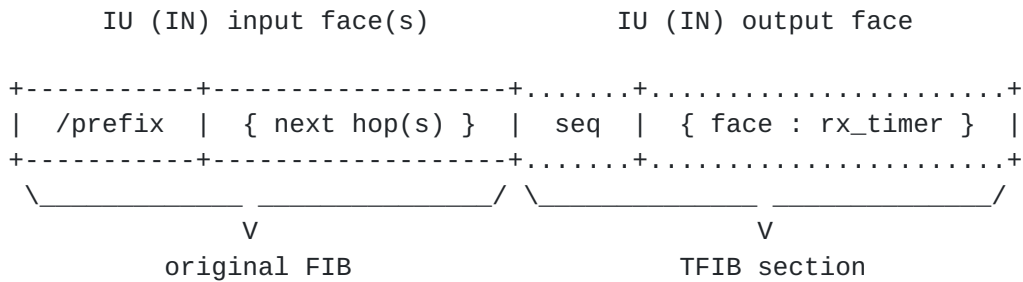 IU (IN) input face(s) IU (IN) output face
+-----------+-------------------+.......+.......................+
| /prefix | { next hop(s) } | seq | { face : rx_timer } |
+-----------+-------------------+.......+.......................+
\_____________ _______________/ \______________ ______________/
V V
original FIB TFIB section